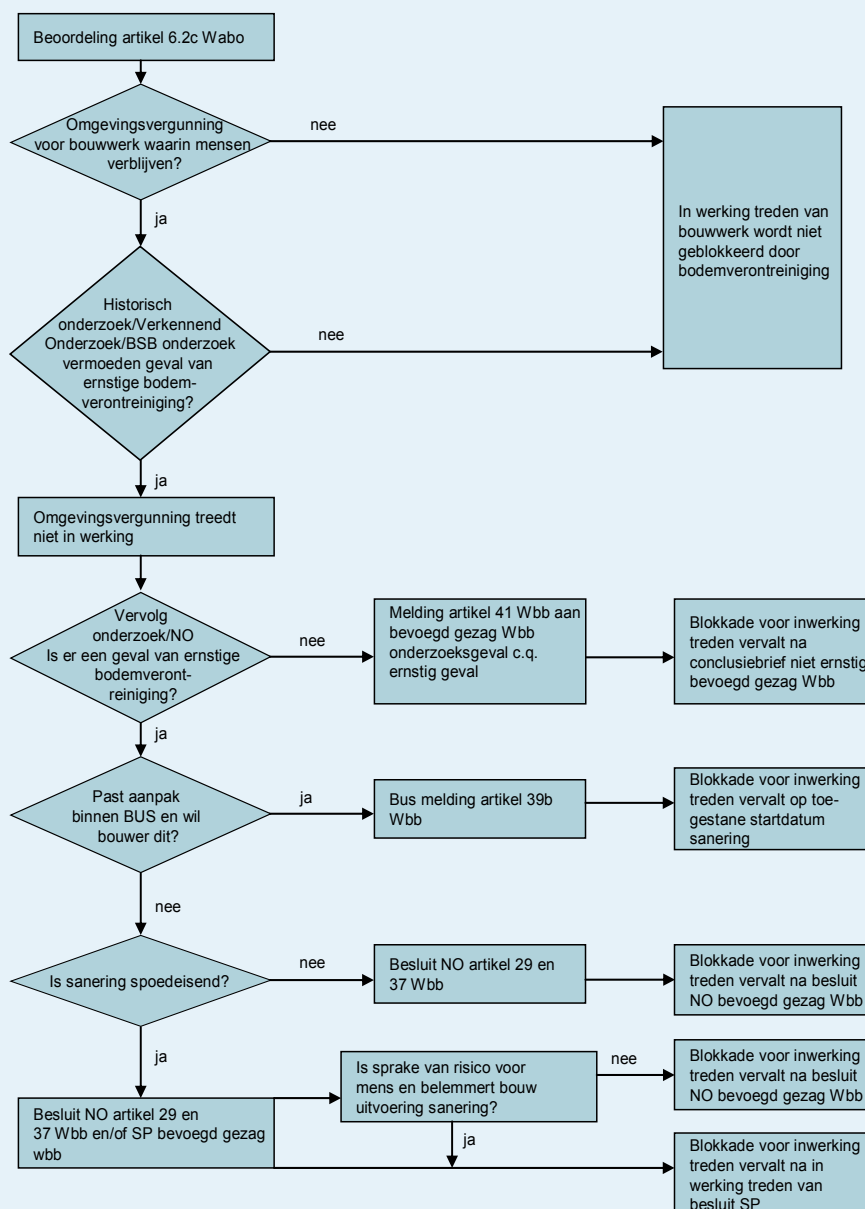 Beoordeling artikel 6.2c Wabo
Omgevingsvergunning
voor bouwwerk waarin mensen
verblijven?
nee
ja
In werking treden van
bouwwerk wordt niet
geblokkeerd door
bodemverontreiniging
Historisch
onderzoek/Verkennend
Onderzoek/BSB onderzoek
vermoeden geval van
ernstige bodem-
verontreiniging?
nee
ja
Omgevingsvergunning treedt
niet in werking
Vervolg
onderzoek/NO
Is er een geval van ernstige
bodemveront-
reiniging?
nee
ja
Melding artikel 41 Wbb aan
bevoegd gezag Wbb
onderzoeksgeval c.q.
ernstig geval
Blokkade voor inwerking
treden vervalt na
conclusiebrief niet ernstig
bevoegd gezag Wbb
Past aanpak
binnen BUS en wil
bouwer dit?
ja
nee
Bus melding artikel 39b
Wbb
Blokkade voor inwerking
treden vervalt op toe-
gestane startdatum
sanering
Is sanering spoedeisend?
nee
ja
Besluit NO artikel 29 en
37 Wbb
Blokkade voor inwerking
treden vervalt na besluit
NO bevoegd gezag Wbb
Besluit NO artikel 29 en
37 Wbb en/of SP bevoegd gezag
wbb
Is sprake van risico voor
mens en belemmert bouw
uitvoering sanering?
nee
ja
Blokkade voor inwerking
treden vervalt na besluit
NO bevoegd gezag Wbb
Blokkade voor inwerking
treden vervalt na in
werking treden van
besluit SP